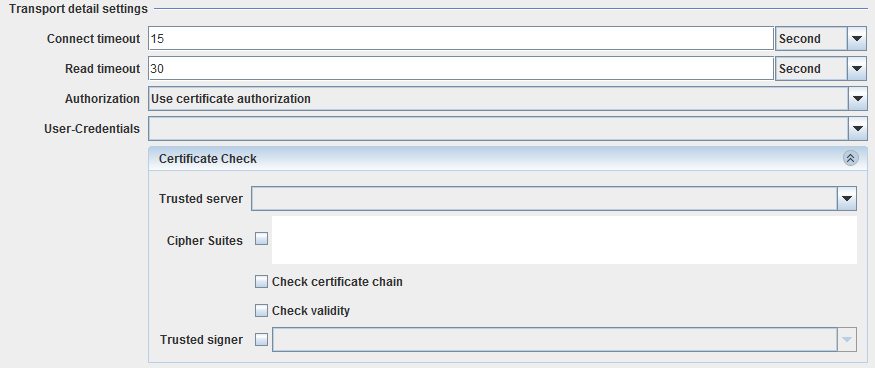 Transport detail settings
Connect timeout 15 Second
Read timeout 30 Second
Authorization Use certificate authorization
User-Credentials
Certificate Check
Trusted server
Cipher Suites
Check certificate chain
Check validity
Trusted signer